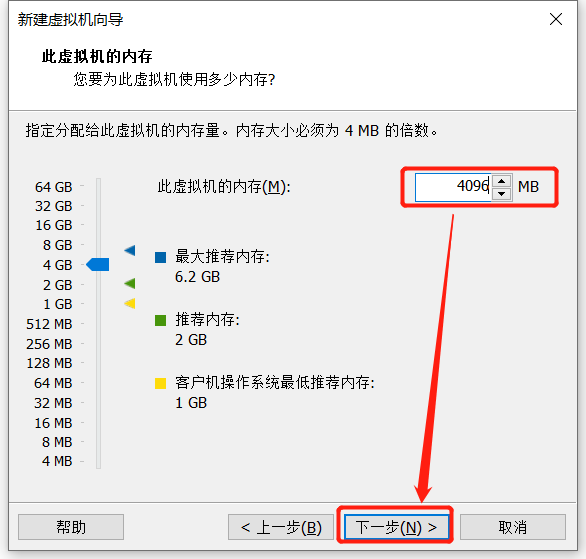 新建虚拟机向导
此虚拟机的内存
您要为此虚拟机使用多少内存?
指定分配给此虚拟机的内存量。内存大小必须为 4 MB 的倍数。
此虚拟机的内存(M):
4096 MB
64 GB
32 GB
16 GB
8 GB
4 GB
2 GB
1 GB
512 MB
256 MB
128 MB
64 MB
32 MB
16 MB
8 MB
4 MB
最大推荐内存:
6.2 GB
推荐内存:
2 GB
客户机操作系统最低推荐内存:
1 GB
帮助
< 上一步(B)
下一步(N) >
取消